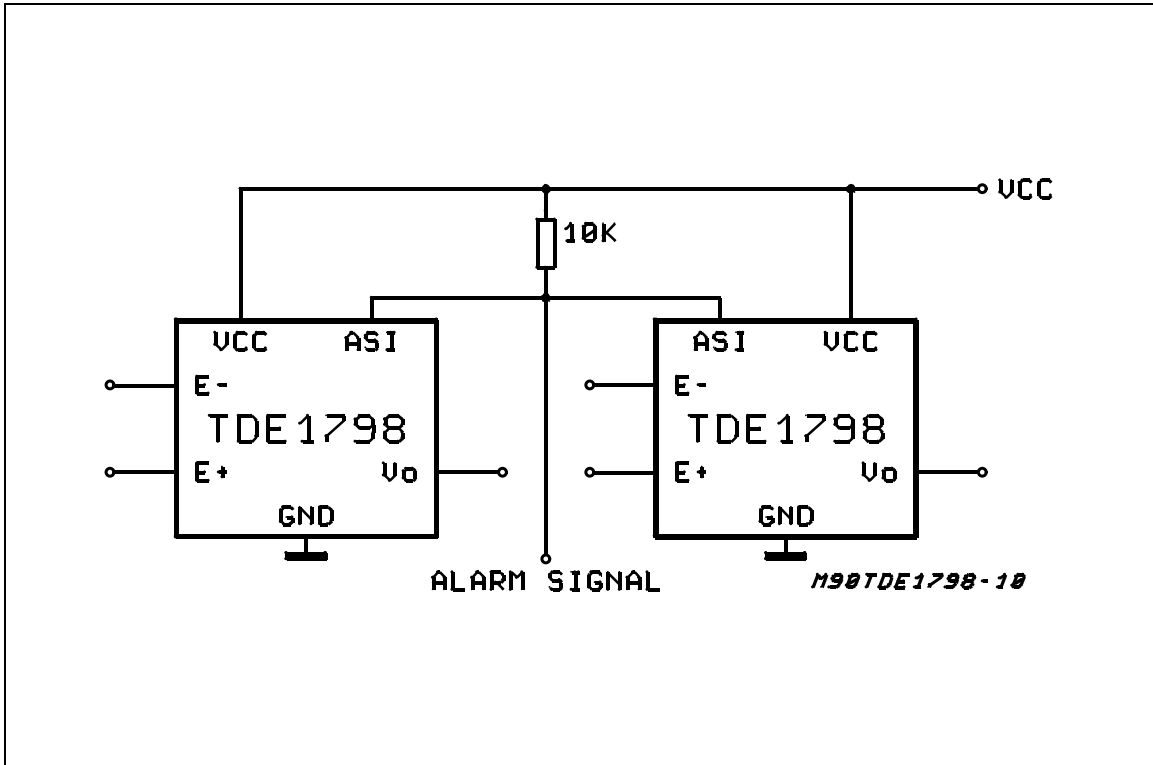 VCC
10K
VCC ASI
ASI VCC
E-
E-
TDE1798
TDE1798
E+ Vo
E+ Vo
GND
GND
ALARM SIGNAL
M90TDE1798-10